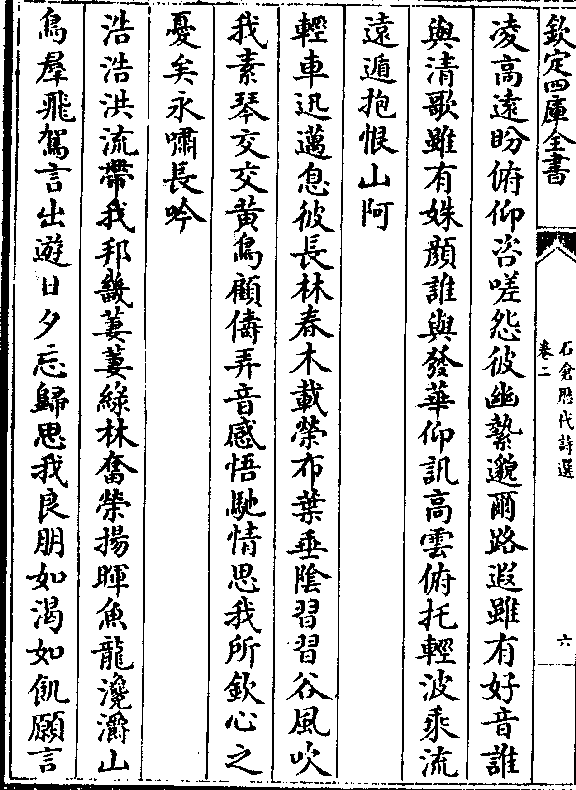 欽定四庫全書
石倉歷代詩選
卷二
六
凌高遠盼俯仰咨嗟怨彼幽縶邈爾路遐雖有好音誰
與清歌雖有姝顔誰與發華仰訊高雲俯托輕波乘流
遠遁抱恨山阿
輕車迅邁息彼長林春木載榮布葉垂陰習習谷風吹
我素琴交交黄鳥顧儔弄音感悟馳情思我所欽心之
憂矣永嘯長吟
浩浩洪流帶我邦畿萋萋綠林奮榮揚暉魚龍瀺灂山
鳥羣飛駕言出遊日夕忘歸思我良朋如渴如飢願言